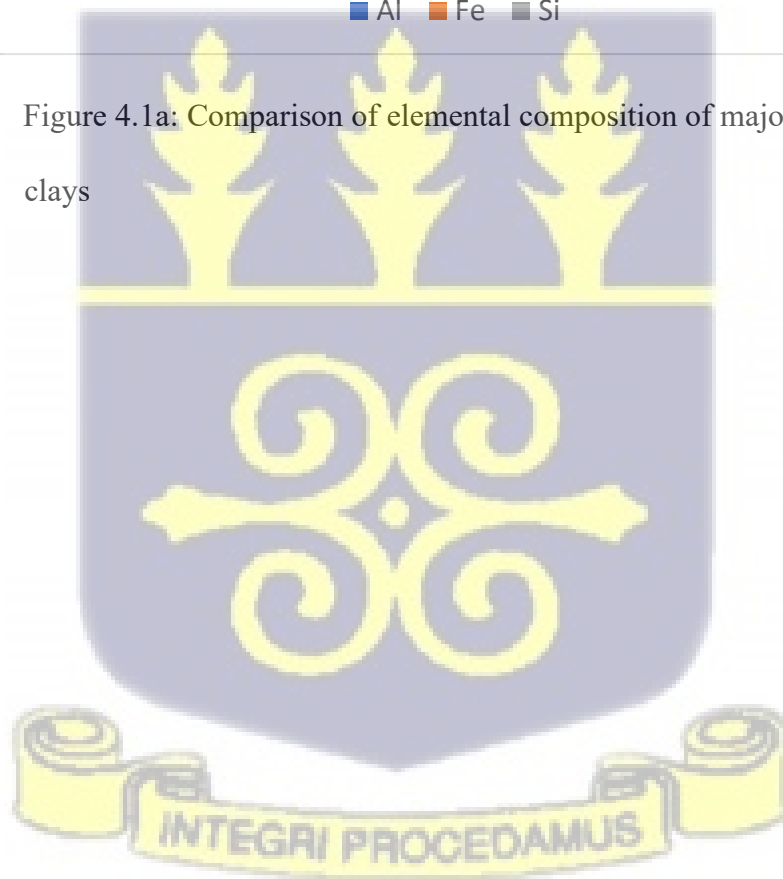 Al Fe Si
Figure 4.1a: Comparison of elemental composition of majo
clays
INTEGRI PROCEDAMUS